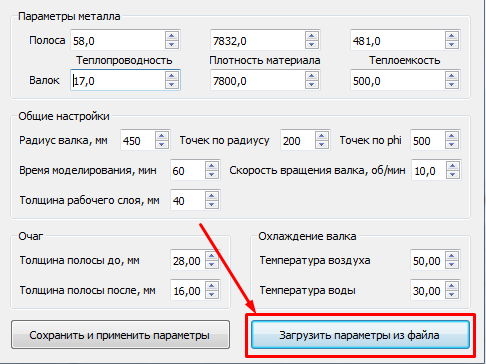 Параметры металла
Полоса 58,0 7832,0 481,0
Теплопроводность Плотность материала Теплоемкость
Валок 17,0 7800,0 500,0
Общие настройки
Радиус валка, мм 450 Точек по радиусу 200 Точек по phi 500
Время моделирования, мин 60 Скорость вращения валка, об/мин 10,0
Толщина рабочего слоя, мм 40
Очаг
Толщина полосы до, мм 28,00
Толщина полосы после, мм 16,00
Охлаждение валка
Температура воздуха 50,00
Температура воды 30,00
Сохранить и применить параметры
Загрузить параметры из файла